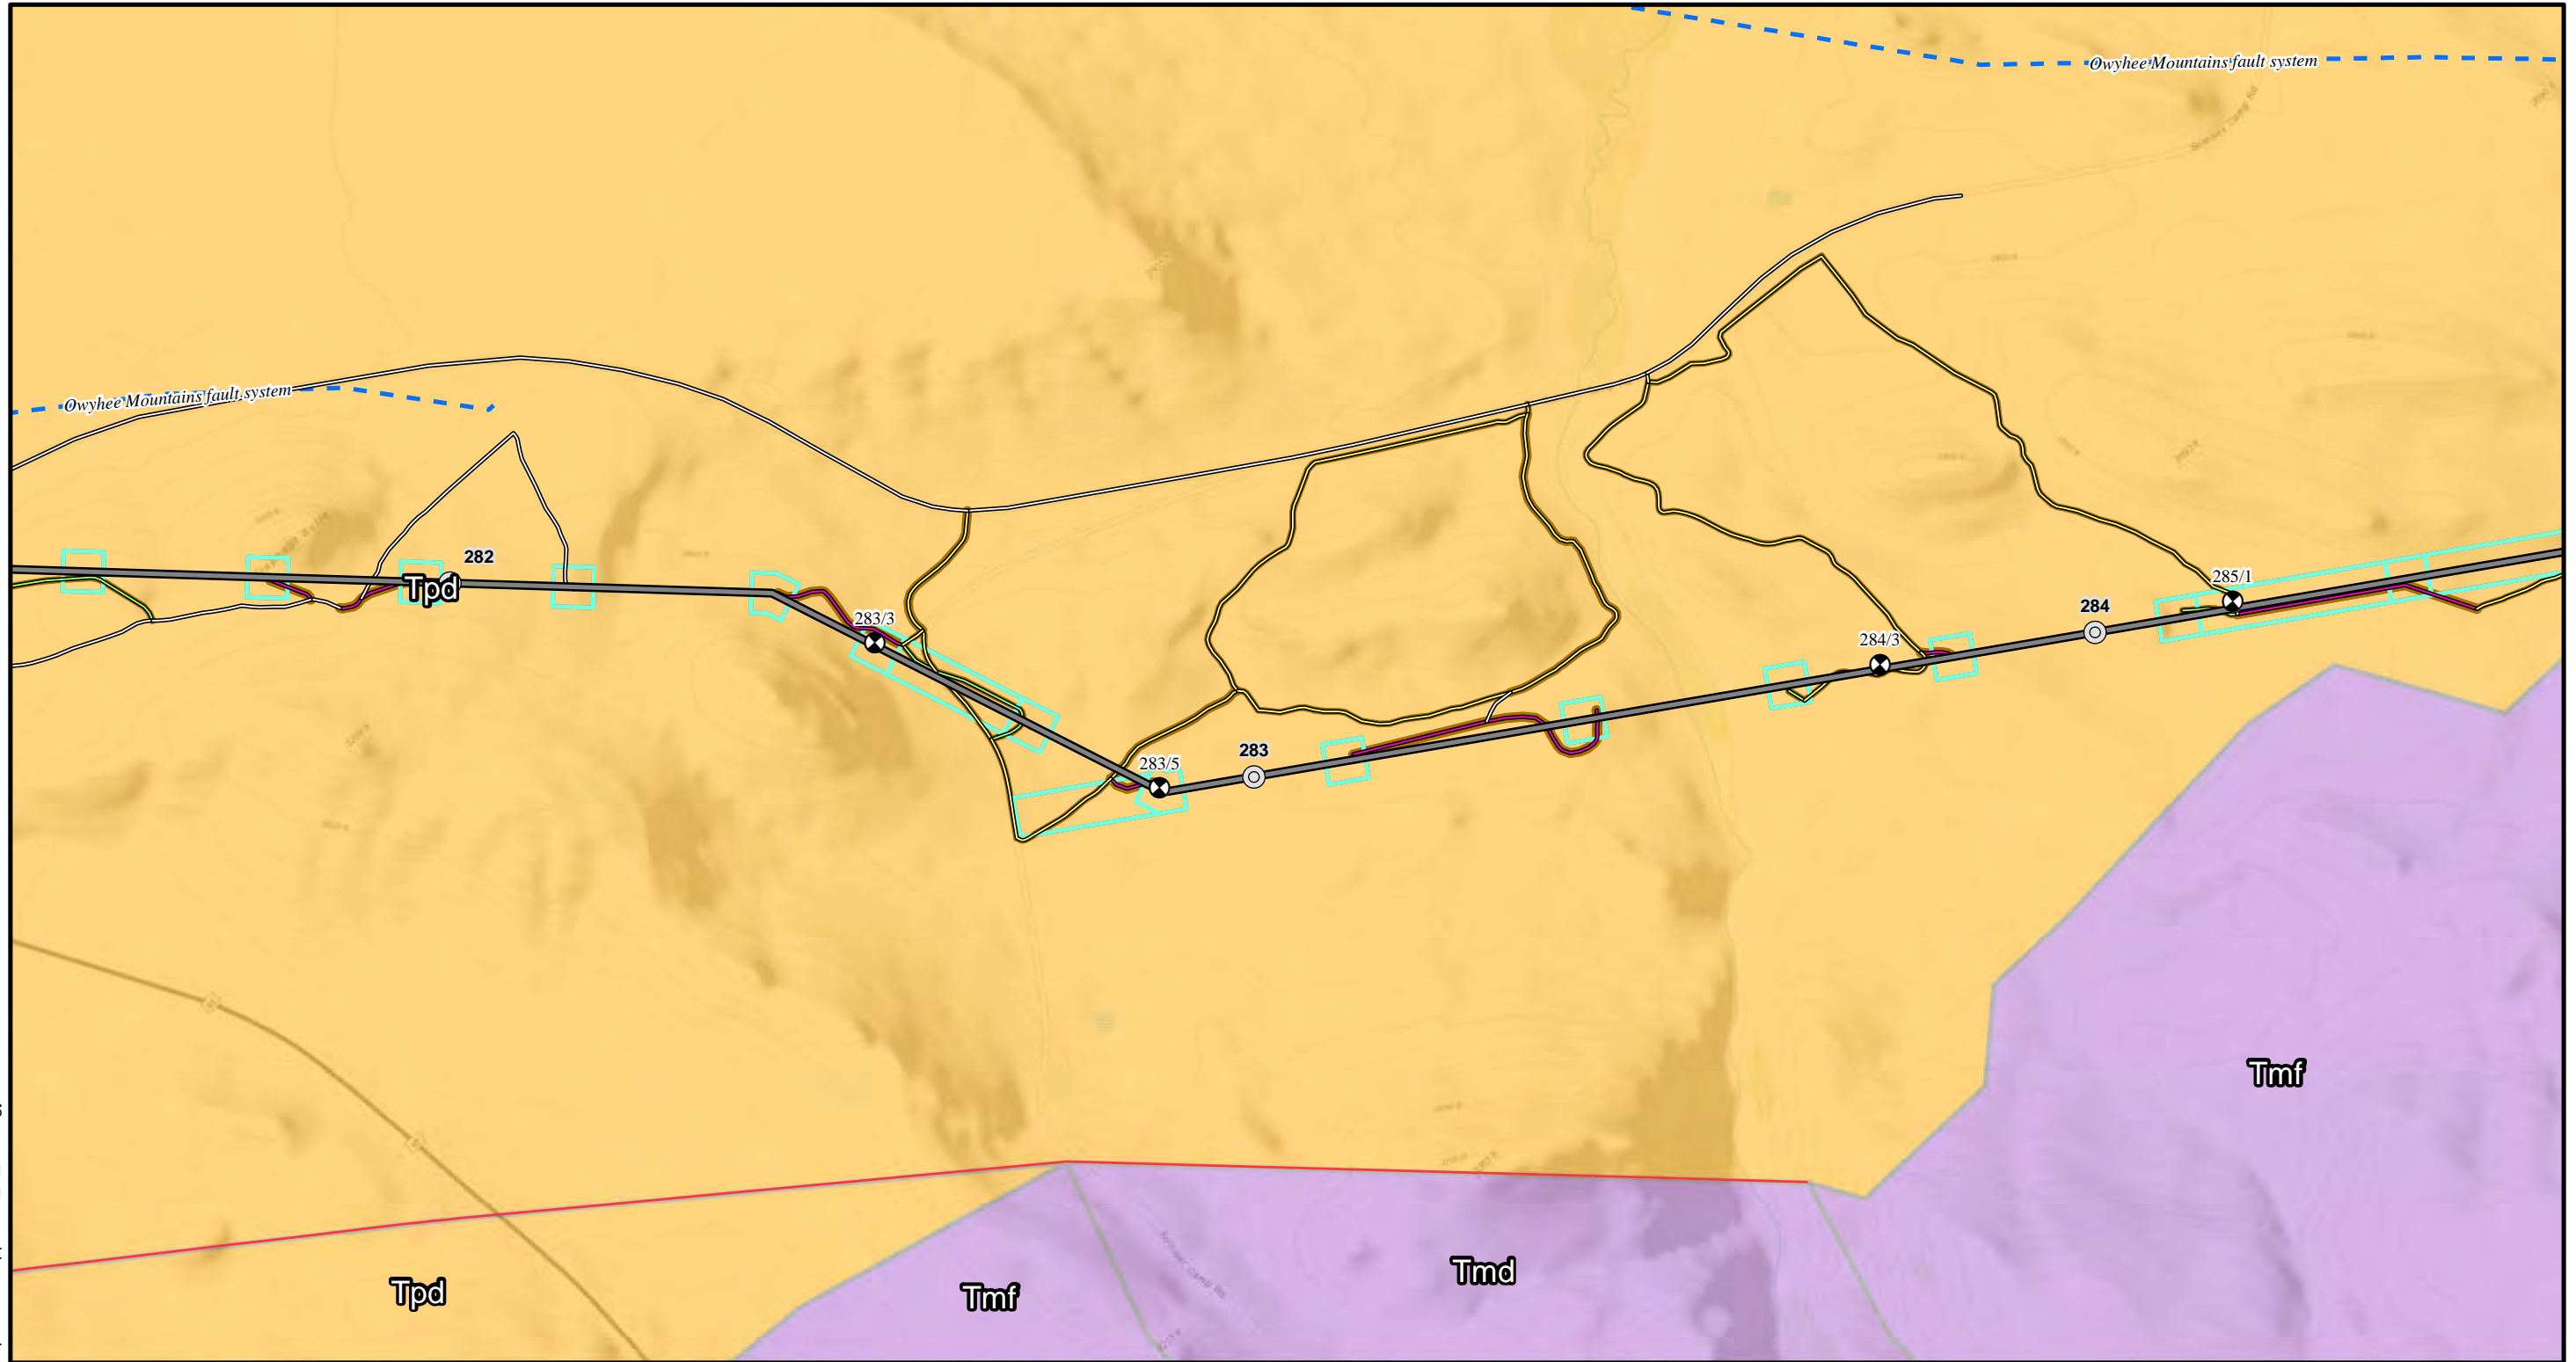 Owyhee Mountains fault system
Owyhee Mountains fault system
282
Tpd
283/3
285/1
284
284/3
283/5
283
Tmf
Tpd
Tmf
Tmd